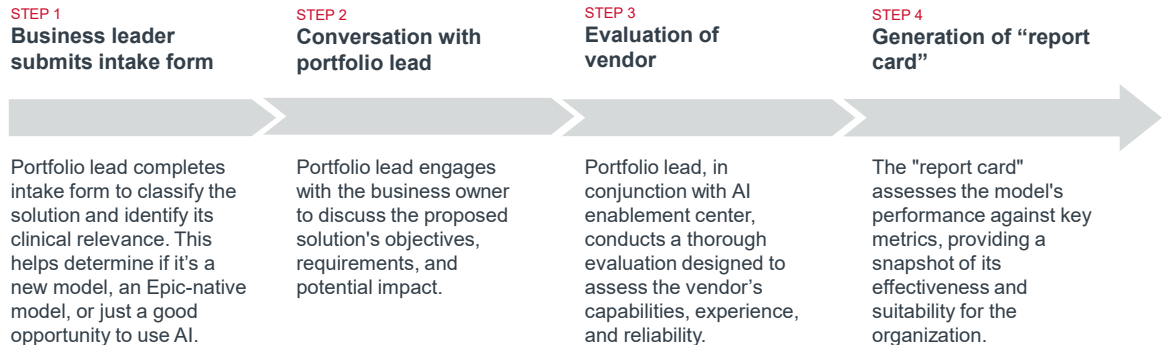 STEP 1
Business leader
submits intake form
Portfolio lead completes
intake form to classify the
solution and identify its
clinical relevance. This
helps determine if it’s a
new model, an Epic-native
model, or just a good
opportunity to use AI.
STEP 2
Conversation with
portfolio lead
Portfolio lead engages
with the business owner
to discuss the proposed
solution's objectives,
requirements, and
potential impact.
STEP 3
Evaluation of
vendor
Portfolio lead, in
conjunction with AI
enablement center,
conducts a thorough
evaluation designed to
assess the vendor’s
capabilities, experience,
and reliability.
STEP 4
Generation of “report
card”
The "report card"
assesses the model's
performance against key
metrics, providing a
snapshot of its
effectiveness and
suitability for the
organization.